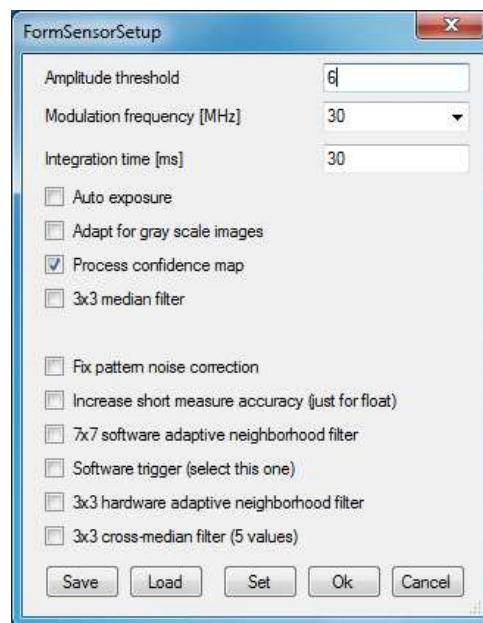 FormSensorSetup
Amplitude threshold 6
Modulation frequency [MHz] 30
Integration time [ms] 30
Auto exposure
Adapt for gray scale images
Process confidence map
3x3 median filter
Fix pattern noise correction
Increase short measure accuracy (just for float)
7x7 software adaptive neighborhood filter
Software trigger (select this one)
3x3 hardware adaptive neighborhood filter
3x3 cross-median filter (5 values)
Save Load Set Ok Cancel